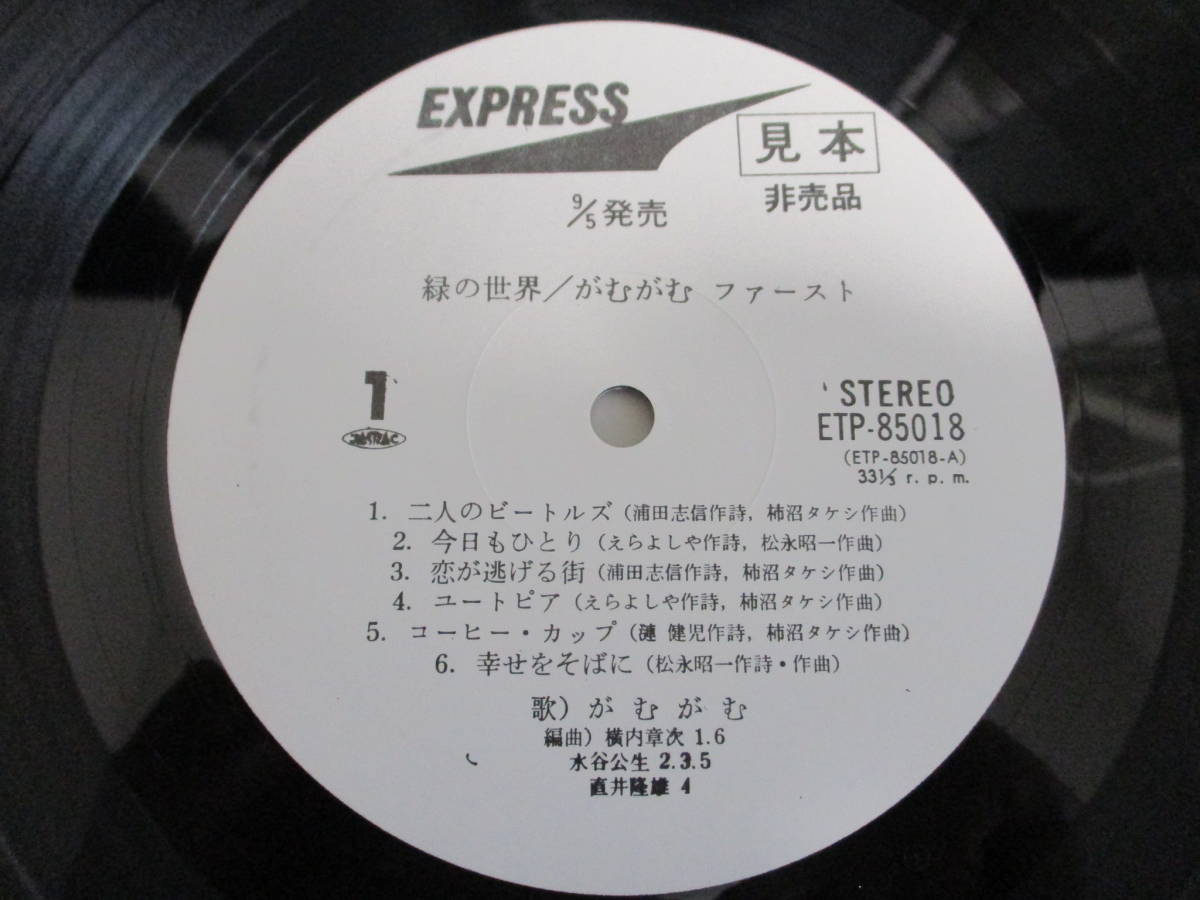 EXPRESS
見本
非売品
9/5発売
緑の世界/がむがむ ファースト
1
JASRAC
STEREO
ETP-85018
(ETP-85018-A)
33 1/3 r. p. m.
1. 二人のビートルズ (浦田志信作詩, 柿沼タケシ作曲)
2. 今日もひとり (えらよしや作詩, 松永昭一作曲)
3. 恋が逃げる街 (浦田志信作詩, 柿沼タケシ作曲)
4. ユートピア (えらよしや作詩, 柿沼タケシ作曲)
5. コーヒー・カップ (漣 健児作詩, 柿沼タケシ作曲)
6. 幸せをそばに (松永昭一作詩・作曲)
歌) がむがむ
編曲) 横内章次 1.6
水谷公生 2.3.5
直井隆雄 4